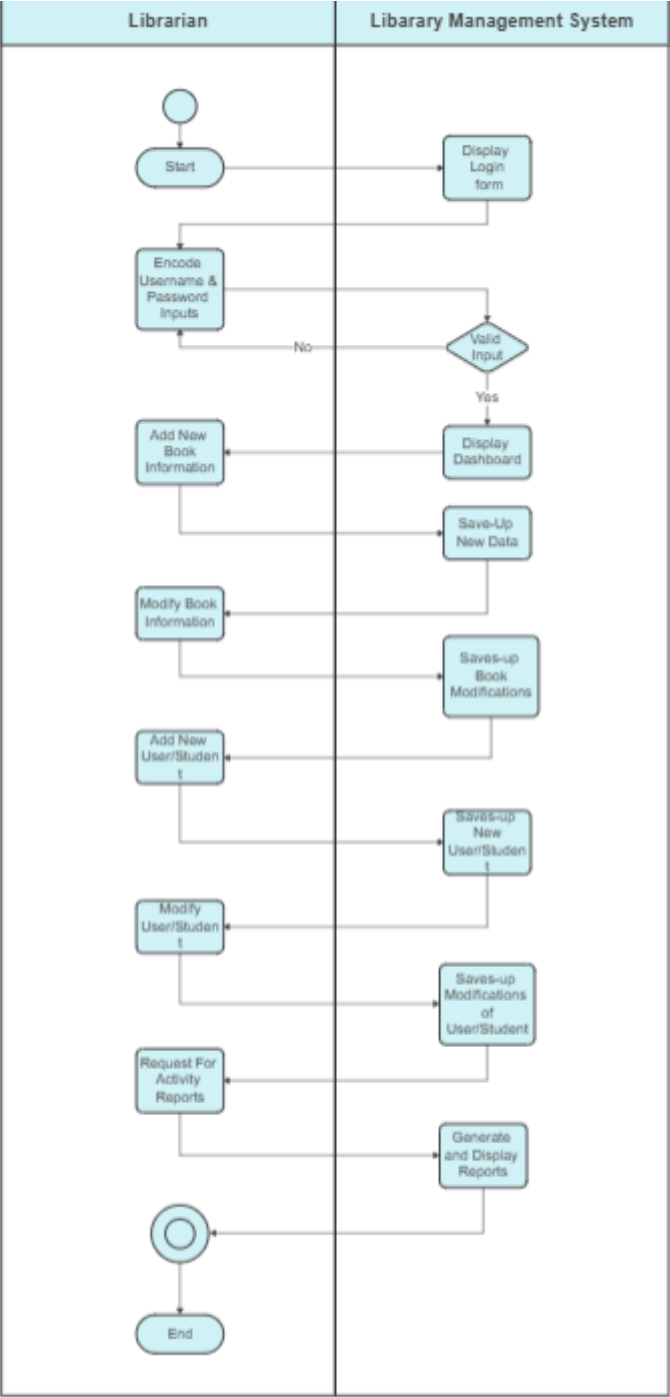 Librarian
Libarary Management System
Start
Display
Login
form
Encode
Username &
Password
Inputs
Valid
Input
No
Yes
Add New
Book
Information
Display
Dashboard
Save-Up
New Data
Modify Book
Information
Saves-up
Book
Modifications
Add New
User/Studen
t
Saves-up
New
User/Studen
t
Modify
User/Studen
t
Saves-up
Modifications
of
User/Student
Request For
Activity
Reports
Generate
and Display
Reports
End